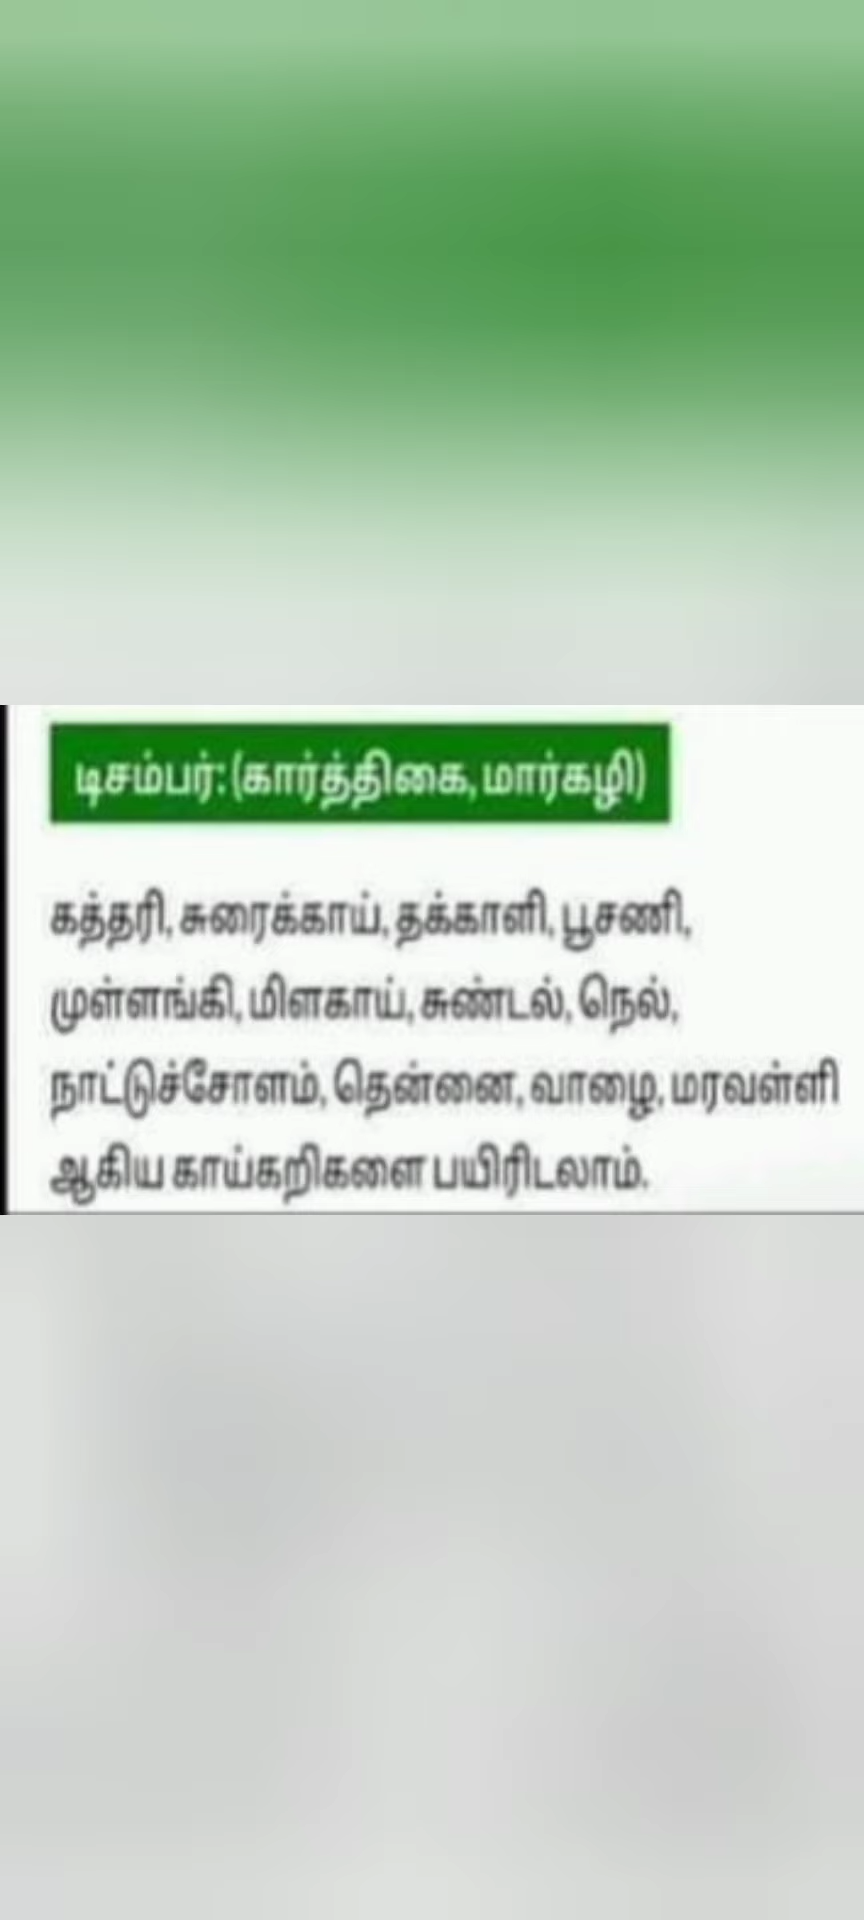 டிசம்பர்: (கார்த்திகை, மார்கழி)
கத்தரி, சுரைக்காய், தக்காளி, பூசணி,
முள்ளங்கி, மிளகாய், சுண்டல், நெல்,
நாட்டுச்சோளம், தென்னை, வாழை, மரவள்ளி
ஆகிய காய்கறிகளை பயிரிடலாம்.